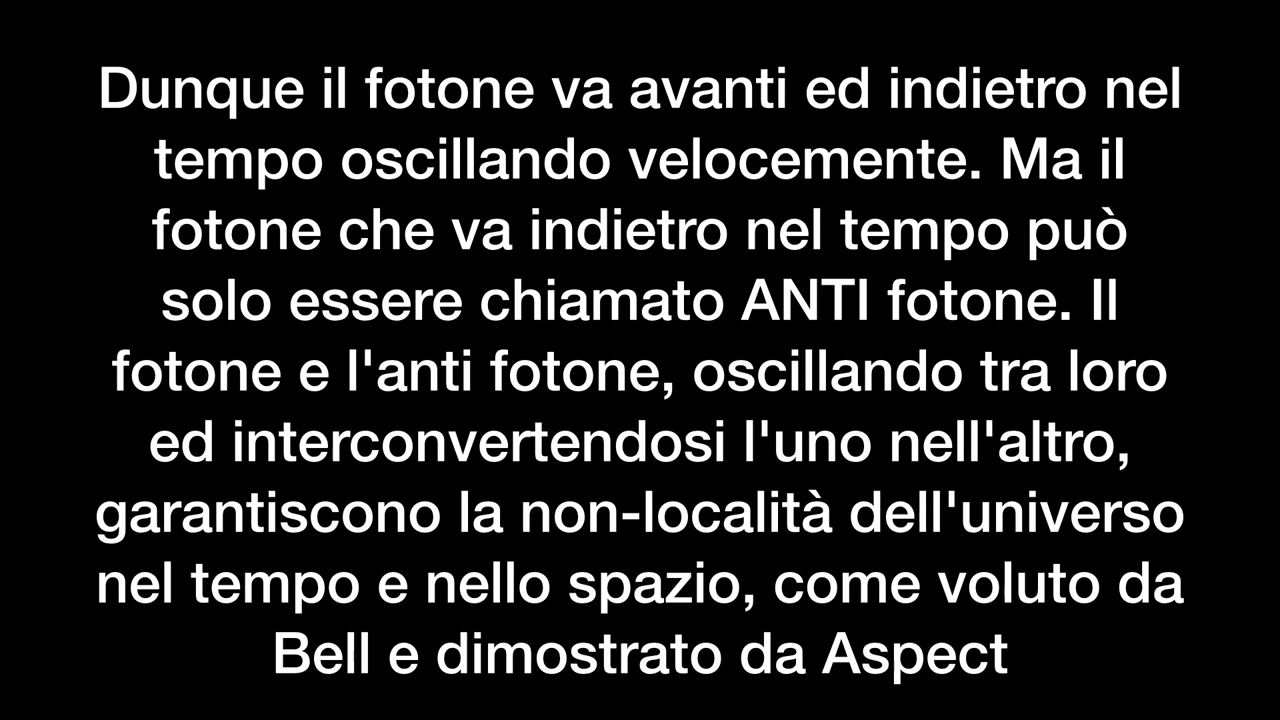 Dunque il fotone va avanti ed indietro nel
tempo oscillando velocemente. Ma il
fotone che va indietro nel tempo può
solo essere chiamato ANTI fotone. Il
fotone e l'anti fotone, oscillando tra loro
ed interconvertendosi l'uno nell'altro,
garantiscono la non-località dell'universo
nel tempo e nello spazio, come voluto da
Bell e dimostrato da Aspect